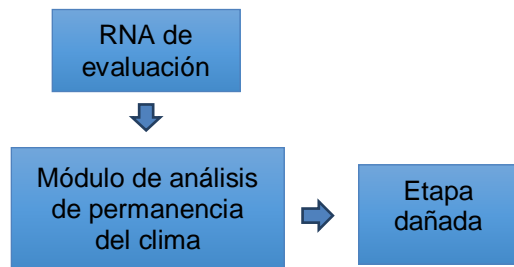 RNA de
evaluación
Módulo de análisis
de permanencia
del clima
Etapa
dañada